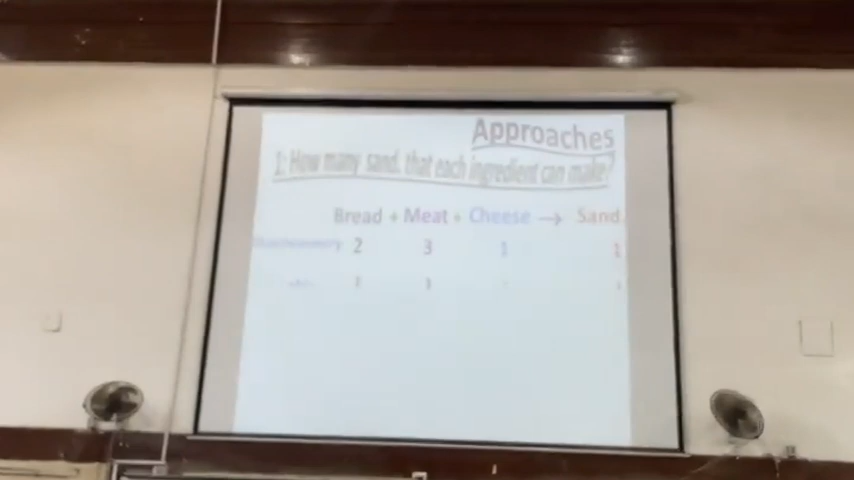 Approaches
1: How many sand. that each ingredient can make?
Bread + Meat + Cheese → Sand.
2 3 1 1